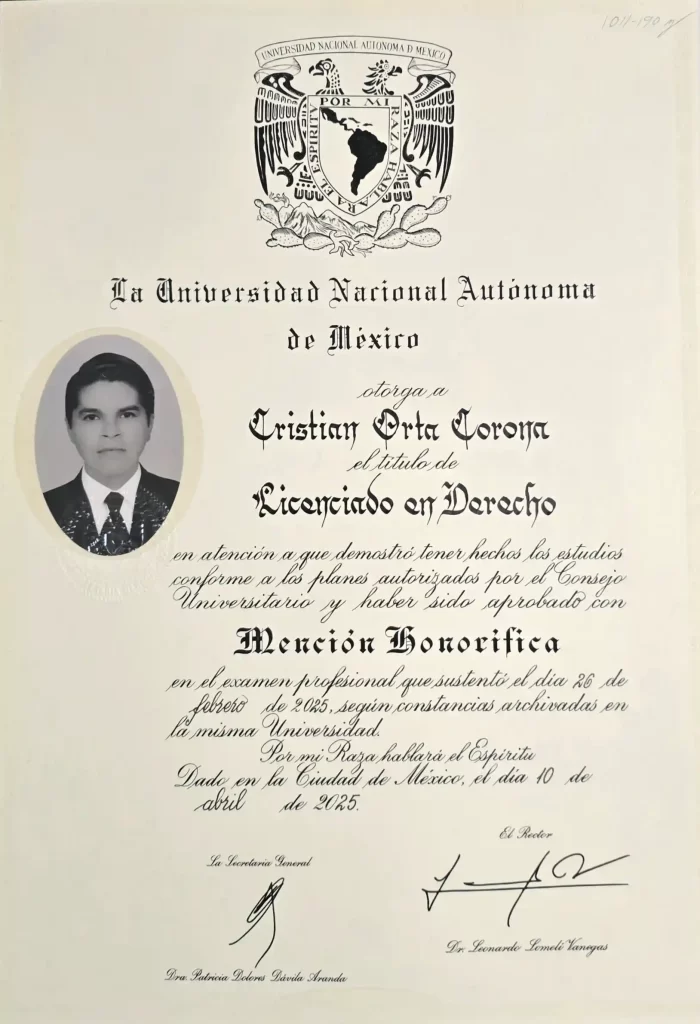 1011-190
UNIVERSIDAD NACIONAL AUTONOMA D MEXICO
POR MI RAZA HABLARA EL ESPIRITV
La Universidad Nacional Autónoma
de México
otorga a
Cristian Orta Corona
el título de
Licenciado en Derecho
en atención a que demostró tener hechos los estudios
conforme a los planes autorizados por el Consejo
Universitario y haber sido aprobado con
Mención Honorifica
en el examen profesional que sustentó el día 26 de
febrero de 2025, según constancias archivadas en
la misma Universidad.
Por mi Raza hablará el Espíritu
Dado en la Ciudad de México, el día 10 de
abril de 2025.
El Rector
La Secretaria General
Dr. Leonardo Lomelí Vanegas
Dra. Patricia Dolores Dávila Aranda